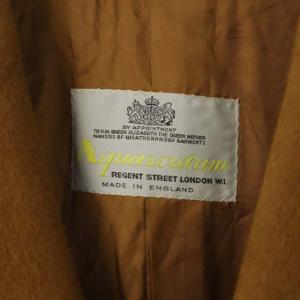 BY APPOINTMENT
TO H.M. QUEEN ELIZABETH THE QUEEN MOTHER
MAKERS OF WEATHERPROOF GARMENTS
Aquascutum
REGENT STREET LONDON W.I.
MADE IN ENGLAND